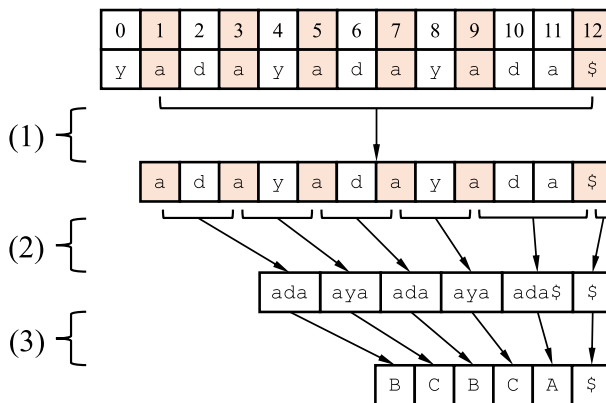 0 1 2 3 4 5 6 7 8 9 10 11 12
y a d a y a d a y a d a $
(1)
a d a y a d a y a d a $
(2)
ada aya ada aya ada$ $
(3)
B C B C A $